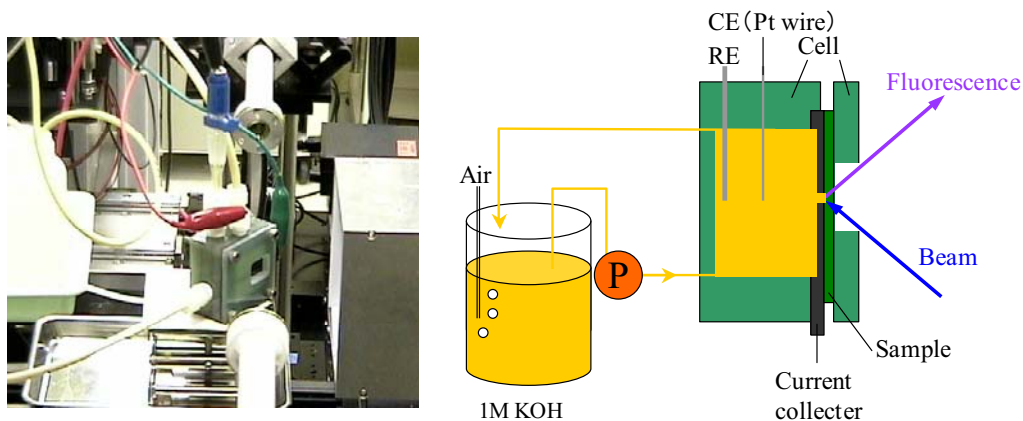 CE(Pt wire)
RE
Cell
Fluorescence
Air
P
Beam
Sample
Current
collecter
1M KOH